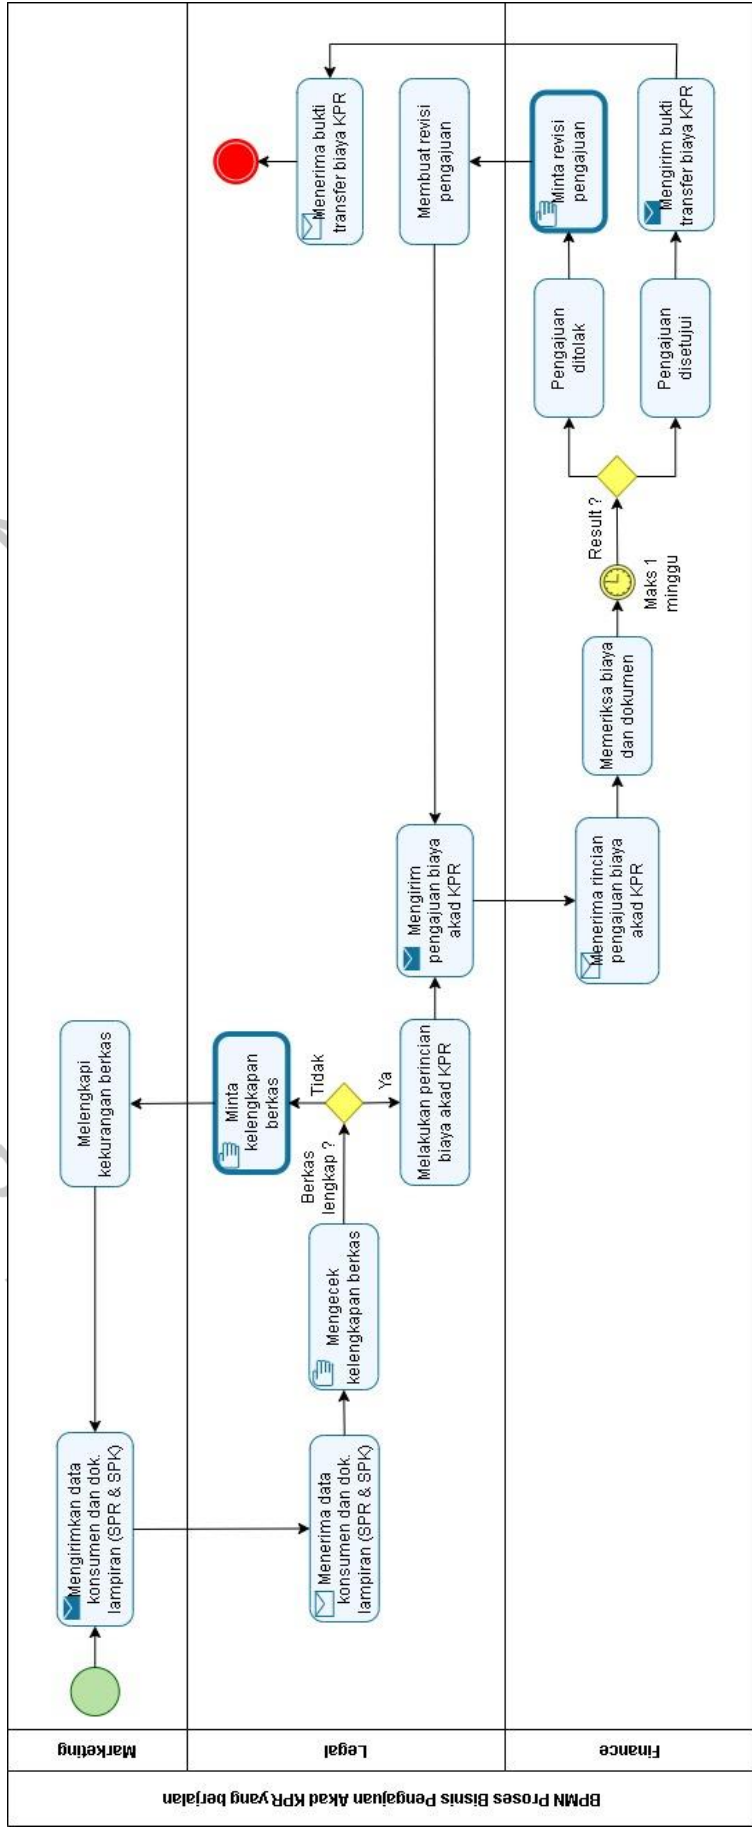 BPMN Proses Bisnis Pengajuan Akad KPR yang berjalan
Marketing
Mengirimkan data
konsumen dan dok.
lampiran (SPR & SPK)
Melengkapi
kekurangan berkas
Legal
Menerima data
konsumen dan dok.
lampiran (SPR & SPK)
Mengecek
kelengkapan berkas
Berkas
lengkap ?
Tidak
Ya
Minta
kelengkapan
berkas
Melakukan perincian
biaya akad KPR
Mengirim
pengajuan biaya
akad KPR
Membuat revisi
pengajuan
Menerima bukti
transfer biaya KPR
Finance
Menerima rincian
pengajuan biaya
akad KPR
Memeriksa biaya
dan dokumen
Maks 1
minggu
Result ?
Pengajuan
ditolak
Pengajuan
disetujui
Minta revisi
pengajuan
Mengirim bukti
transfer biaya KPR